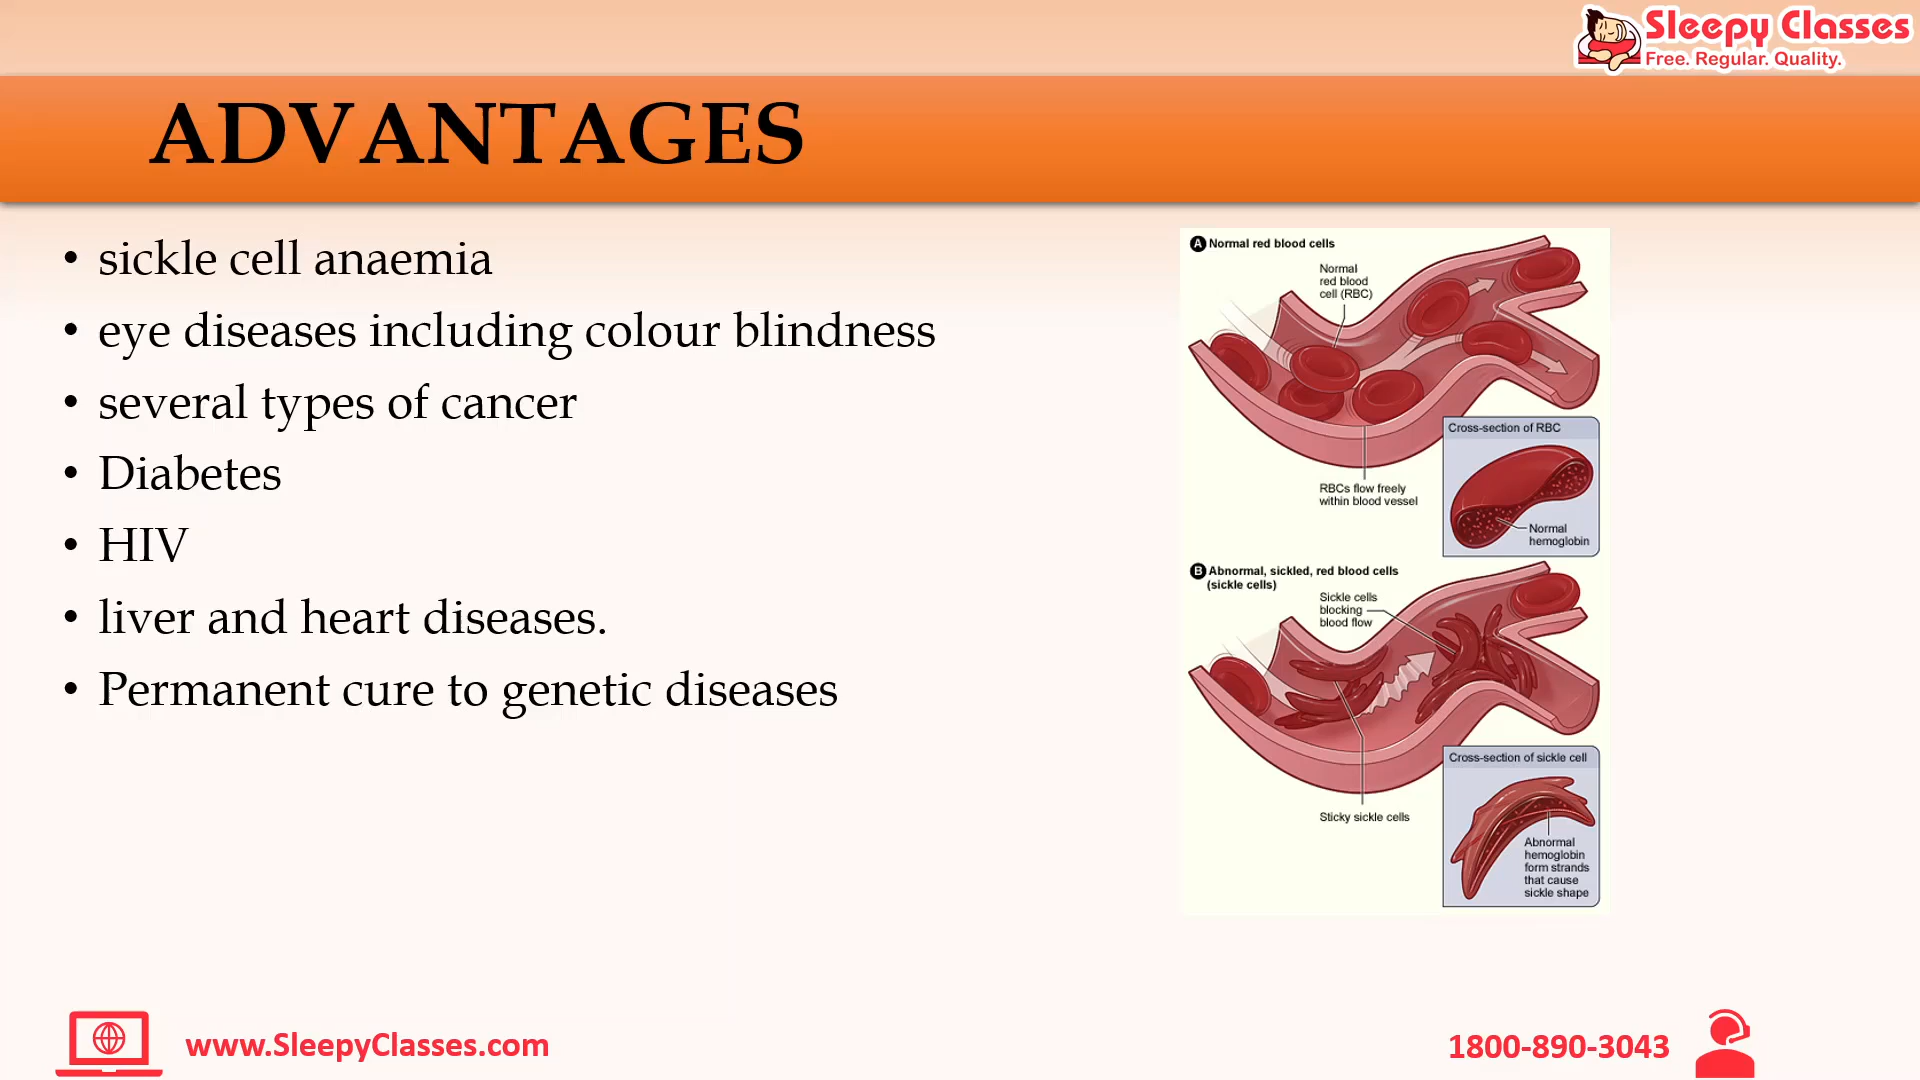 Sleepy Classes
Free. Regular. Quality.
ADVANTAGES
• sickle cell anaemia
• eye diseases including colour blindness
• several types of cancer
• Diabetes
• HIV
• liver and heart diseases.
• Permanent cure to genetic diseases
A Normal red blood cells
Normal
red blood
cell (RBC)
Cross-section of RBC
RBCs flow freely
within blood vessel
Normal
hemoglobin
B Abnormal, sickled, red blood cells
(sickle cells)
Sickle cells
blocking
blood flow
Cross-section of sickle cell
Sticky sickle cells
Abnormal
hemoglobin
form strands
that cause
sickle shape
www.SleepyClasses.com
1800-890-3043